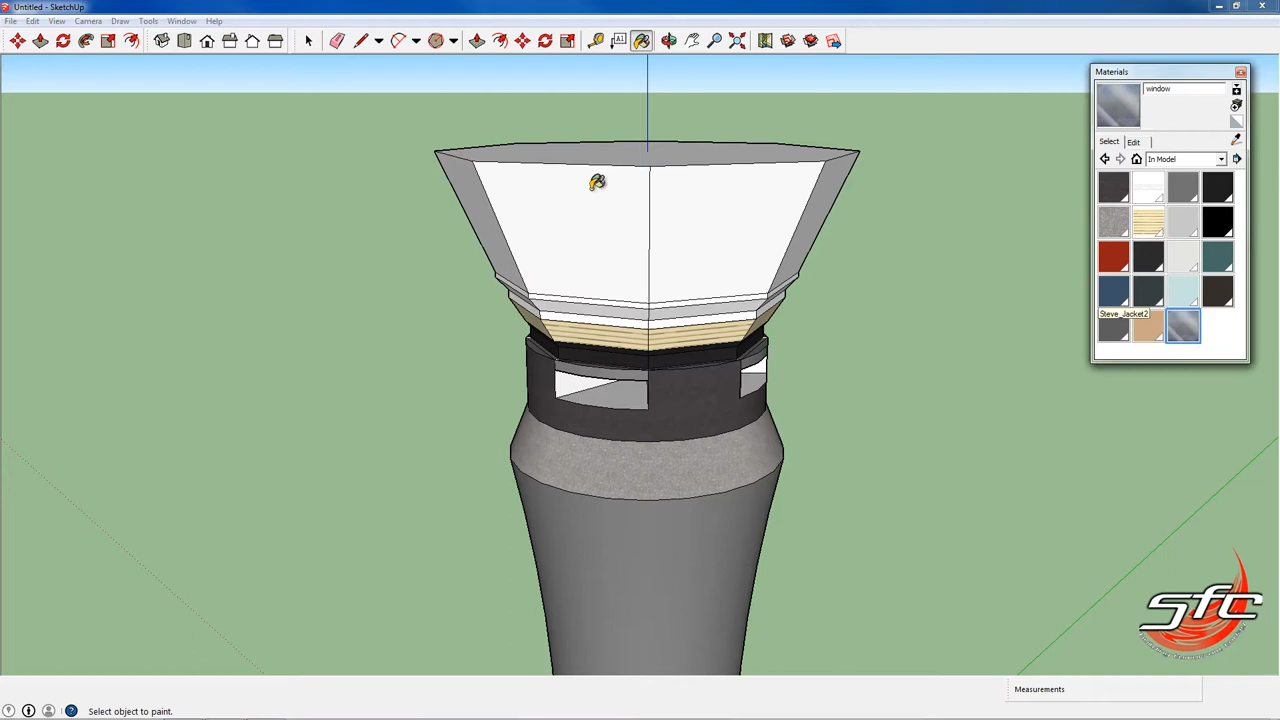 Untitled - SketchUp
File Edit View Camera Draw Tools Window Help
A1
Materials
window
Select Edit
In Model
Steve_Jacket2
sfc
Measurements
Select object to paint.